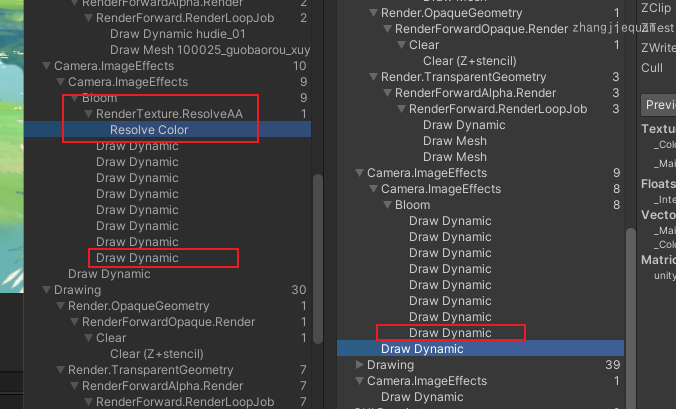 RenderForwardAlpha.Render 2
RenderForward.RenderLoopJob 2
Draw Dynamic hudie_01
Draw Mesh 100025_guobaorou_xuy
Camera.ImageEffects 10
Camera.ImageEffects 9
Bloom 9
RenderTexture.ResolveAA 1
Resolve Color
Draw Dynamic
Draw Dynamic
Draw Dynamic
Draw Dynamic
Draw Dynamic
Draw Dynamic
Draw Dynamic
Draw Dynamic
Draw Dynamic
Drawing 30
Render.OpaqueGeometry 1
RenderForwardOpaque.Render 1
Clear 1
Clear (Z+stencil)
Render.TransparentGeometry 7
RenderForwardAlpha.Render 7
RenderForward.RenderLoopJob 7
Render.OpaqueGeometry 1
RenderForwardOpaque.Render
Clear 1
Clear (Z+stencil)
Render.TransparentGeometry 3
RenderForwardAlpha.Render 3
RenderForward.RenderLoopJob 3
Draw Dynamic
Draw Mesh
Draw Mesh
Camera.ImageEffects 9
Camera.ImageEffects 8
Bloom 8
Draw Dynamic
Draw Dynamic
Draw Dynamic
Draw Dynamic
Draw Dynamic
Draw Dynamic
Draw Dynamic
Draw Dynamic
Draw Dynamic
Drawing 39
Camera.ImageEffects 1
Draw Dynamic
ZClip
ZTest
ZWrite
Cull
Previ
Textu
_Colo
_Mai
Floats
_Inte
Vecto
_Mai
_Colo
Matric
unity